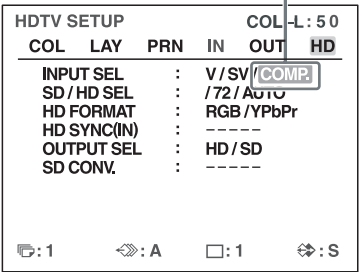 HDTV SETUP COL-L:50
COL LAY PRN IN OUT HD
INPUT SEL : V/SV/COMP.
SD/HD SEL : /72/AUTO
HD FORMAT : RGB/YPbPr
HD SYNC(IN) : -----
OUTPUT SEL : HD/SD
SD CONV. : -----
:1 :A :1 :S